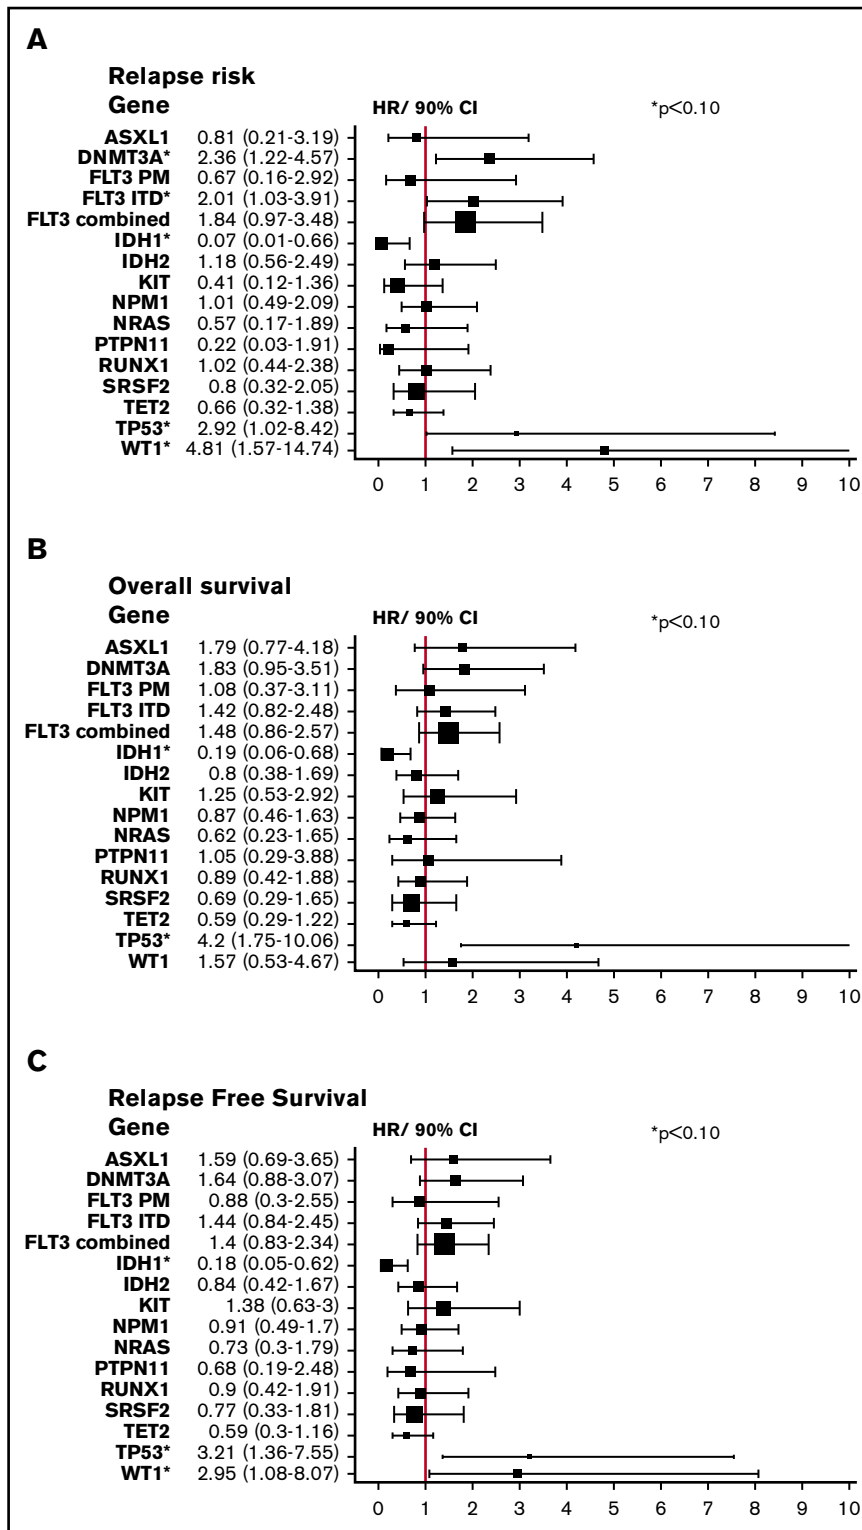 A
Relapse risk
Gene HR/ 90% CI *p<0.10
ASXL1 0.81 (0.21-3.19)
DNMT3A* 2.36 (1.22-4.57)
FLT3 PM 0.67 (0.16-2.92)
FLT3 ITD* 2.01 (1.03-3.91)
FLT3 combined 1.84 (0.97-3.48)
IDH1* 0.07 (0.01-0.66)
IDH2 1.18 (0.56-2.49)
KIT 0.41 (0.12-1.36)
NPM1 1.01 (0.49-2.09)
NRAS 0.57 (0.17-1.89)
PTPN11 0.22 (0.03-1.91)
RUNX1 1.02 (0.44-2.38)
SRSF2 0.8 (0.32-2.05)
TET2 0.66 (0.32-1.38)
TP53* 2.92 (1.02-8.42)
WT1* 4.81 (1.57-14.74)
0 1 2 3 4 5 6 7 8 9 10
B
Overall survival
Gene HR/ 90% CI *p<0.10
ASXL1 1.79 (0.77-4.18)
DNMT3A 1.83 (0.95-3.51)
FLT3 PM 1.08 (0.37-3.11)
FLT3 ITD 1.42 (0.82-2.48)
FLT3 combined 1.48 (0.86-2.57)
IDH1* 0.19 (0.06-0.68)
IDH2 0.8 (0.38-1.69)
KIT 1.25 (0.53-2.92)
NPM1 0.87 (0.46-1.63)
NRAS 0.62 (0.23-1.65)
PTPN11 1.05 (0.29-3.88)
RUNX1 0.89 (0.42-1.88)
SRSF2 0.69 (0.29-1.65)
TET2 0.59 (0.29-1.22)
TP53* 4.2 (1.75-10.06)
WT1 1.57 (0.53-4.67)
0 1 2 3 4 5 6 7 8 9 10
C
Relapse Free Survival
Gene HR/ 90% CI *p<0.10
ASXL1 1.59 (0.69-3.65)
DNMT3A 1.64 (0.88-3.07)
FLT3 PM 0.88 (0.3-2.55)
FLT3 ITD 1.44 (0.84-2.45)
FLT3 combined 1.4 (0.83-2.34)
IDH1* 0.18 (0.05-0.62)
IDH2 0.84 (0.42-1.67)
KIT 1.38 (0.63-3)
NPM1 0.91 (0.49-1.7)
NRAS 0.73 (0.3-1.79)
PTPN11 0.68 (0.19-2.48)
RUNX1 0.9 (0.42-1.91)
SRSF2 0.77 (0.33-1.81)
TET2 0.59 (0.3-1.16)
TP53* 3.21 (1.36-7.55)
WT1* 2.95 (1.08-8.07)
0 1 2 3 4 5 6 7 8 9 10